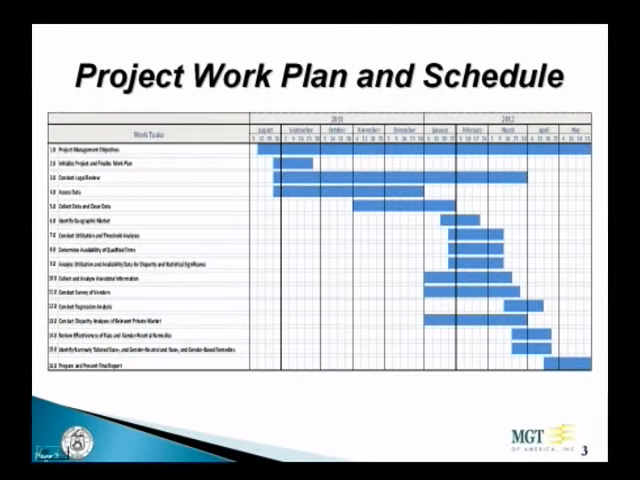 Project Work Plan and Schedule
2011 2012
Work Tasks August September October November December January February March April May
1.0 Project Management Objectives
2.0 Initiate Project and Finalize Work Plan
3.0 Conduct Legal Review
4.0 Assess Data
5.0 Collect Data and Clean Data
6.0 Identify Geographic Market
7.0 Conduct Utilization and Threshold Analyses
8.0 Determine Availability of Qualified Firms
9.0 Analyze Utilization and Availability Data for Disparity and Statistical Significance
10.0 Collect and Analyze Anecdotal Information
11.0 Conduct Survey of Vendors
12.0 Conduct Regression Analysis
13.0 Conduct Disparity Analyses of Relevant Private Market
14.0 Review Effectiveness of Race and Gender-Neutral Remedies
15.0 Identify Narrowly Tailored Race- and Gender-Neutral and Race- and Gender-Based Remedies
16.0 Prepare and Present Final Report
Page 3
MGT
OF AMERICA, INC.
3